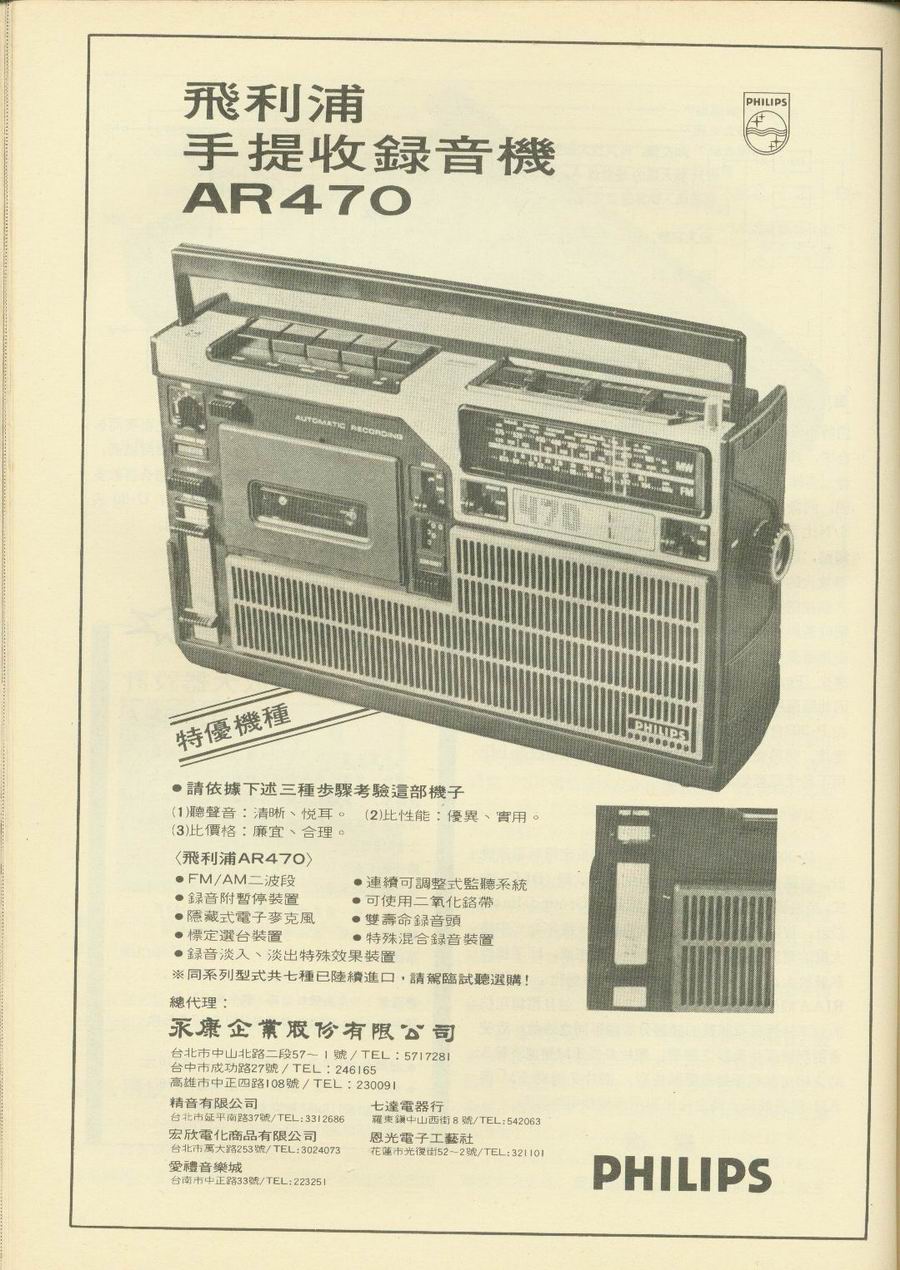 飛利浦
手提收録音機
AR470
PHILIPS
AUTOMATIC RECORDING
MW
FM
470
PHILIPS
特優機種
●請依據下述三種步驟考驗這部機子
(1)聽聲音：清晰、悅耳。 (2)比性能：優異、實用。
(3)比價格：廉宜、合理。
〈飛利浦AR470〉
●FM/AM二波段
●録音附暫停裝置
●隱藏式電子麥克風
●標定選台裝置
●連續可調整式監聽系統
●可使用二氧化鉻帶
●雙壽命録音頭
●特殊混合録音裝置
●録音淡入、淡出特殊效果裝置
※同系列型式共七種已陸續進口，請駕臨試聽選購！
總代理：
永康企業股份有限公司
台北市中山北路二段57～1號/TEL：5717281
台中市成功路27號/TEL：246165
高雄市中正四路108號/TEL：230091
精音有限公司
台北市延平南路37號/TEL:3312686
宏欣電化商品有限公司
台北市萬大路253號/TEL:3024073
愛禮音樂城
台南市中正路33號/TEL:223251
七達電器行
羅東鎮中山西街8號/TEL:542063
恩光電子工藝社
花蓮市光復街52～2號/TEL:321101
PHILIPS